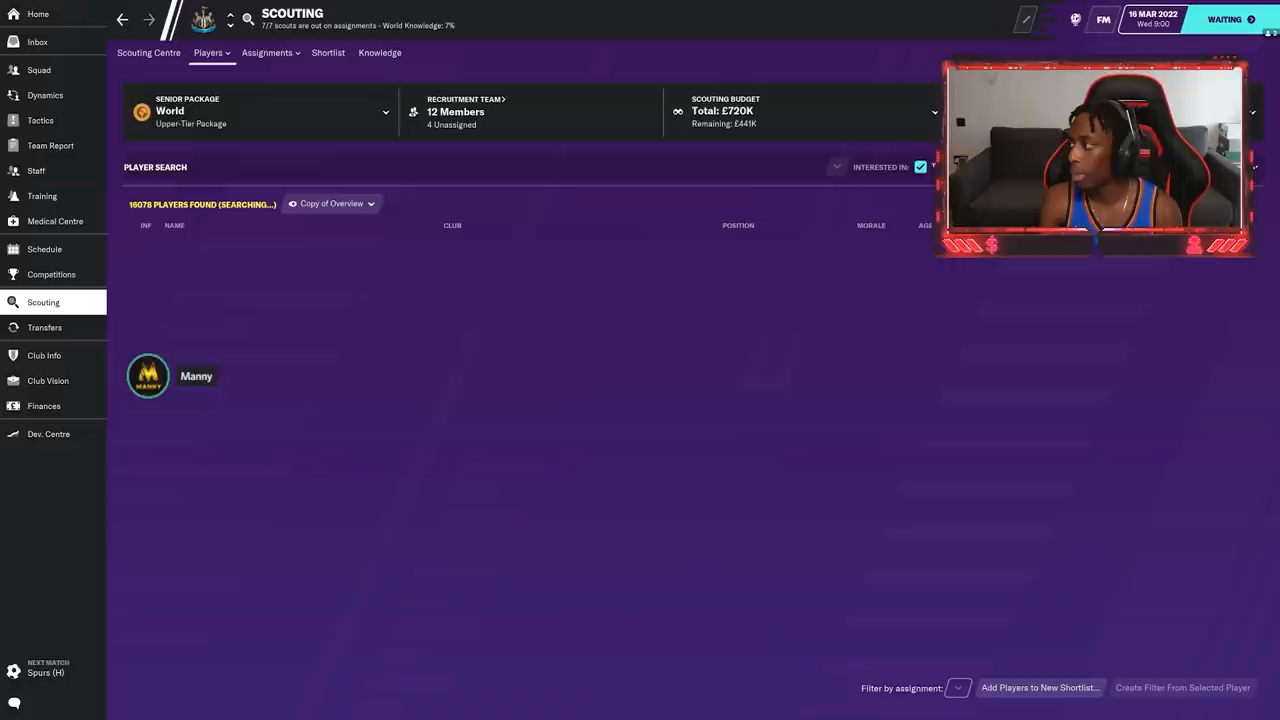 Home
Inbox
Squad
Dynamics
Tactics
Team Report
Staff
Training
Medical Centre
Schedule
Competitions
Scouting
Transfers
Club Info
Club Vision
Finances
Dev. Centre
NEXT MATCH
Spurs (H)
SCOUTING
7/7 scouts are out on assignments - World Knowledge: 7%
FM
16 MAR 2022
Wed 9:00
WAITING
2
Scouting Centre
Players
Assignments
Shortlist
Knowledge
SENIOR PACKAGE
World
Upper-Tier Package
RECRUITMENT TEAM
12 Members
4 Unassigned
SCOUTING BUDGET
Total: £720K
Remaining: £441K
PLAYER SEARCH
INTERESTED IN:
16078 PLAYERS FOUND (SEARCHING...)
Copy of Overview
INF NAME CLUB POSITION MORALE AGE
MANNY
Manny
Filter by assignment:
Add Players to New Shortlist...
Create Filter From Selected Player